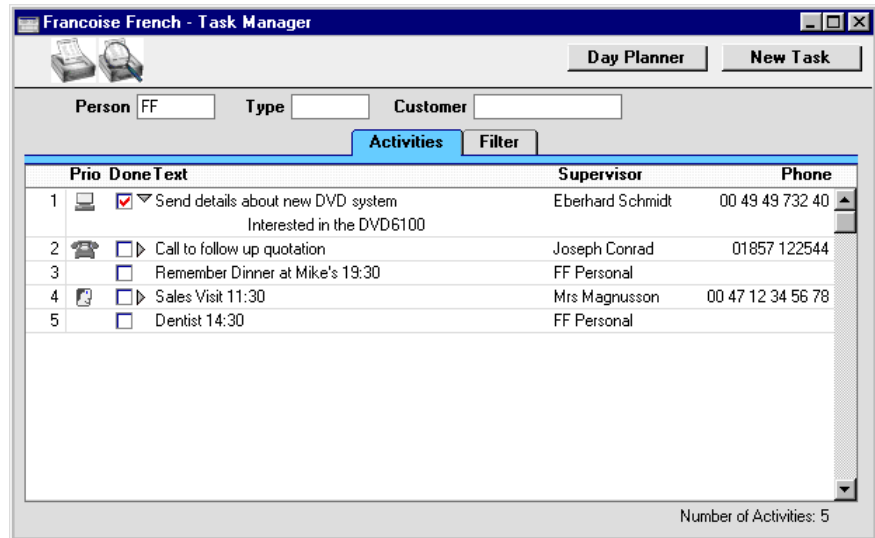 Francoise French - Task Manager
Day Planner New Task
Person FF Type Customer
Activities Filter
Prio Done Text Supervisor Phone
1 Send details about new DVD system Eberhard Schmidt 00 49 49 732 40
Interested in the DVD6100
2 Call to follow up quotation Joseph Conrad 01857 122544
3 Remember Dinner at Mike's 19:30 FF Personal
4 Sales Visit 11:30 Mrs Magnusson 00 47 12 34 56 78
5 Dentist 14:30 FF Personal
Number of Activities: 5